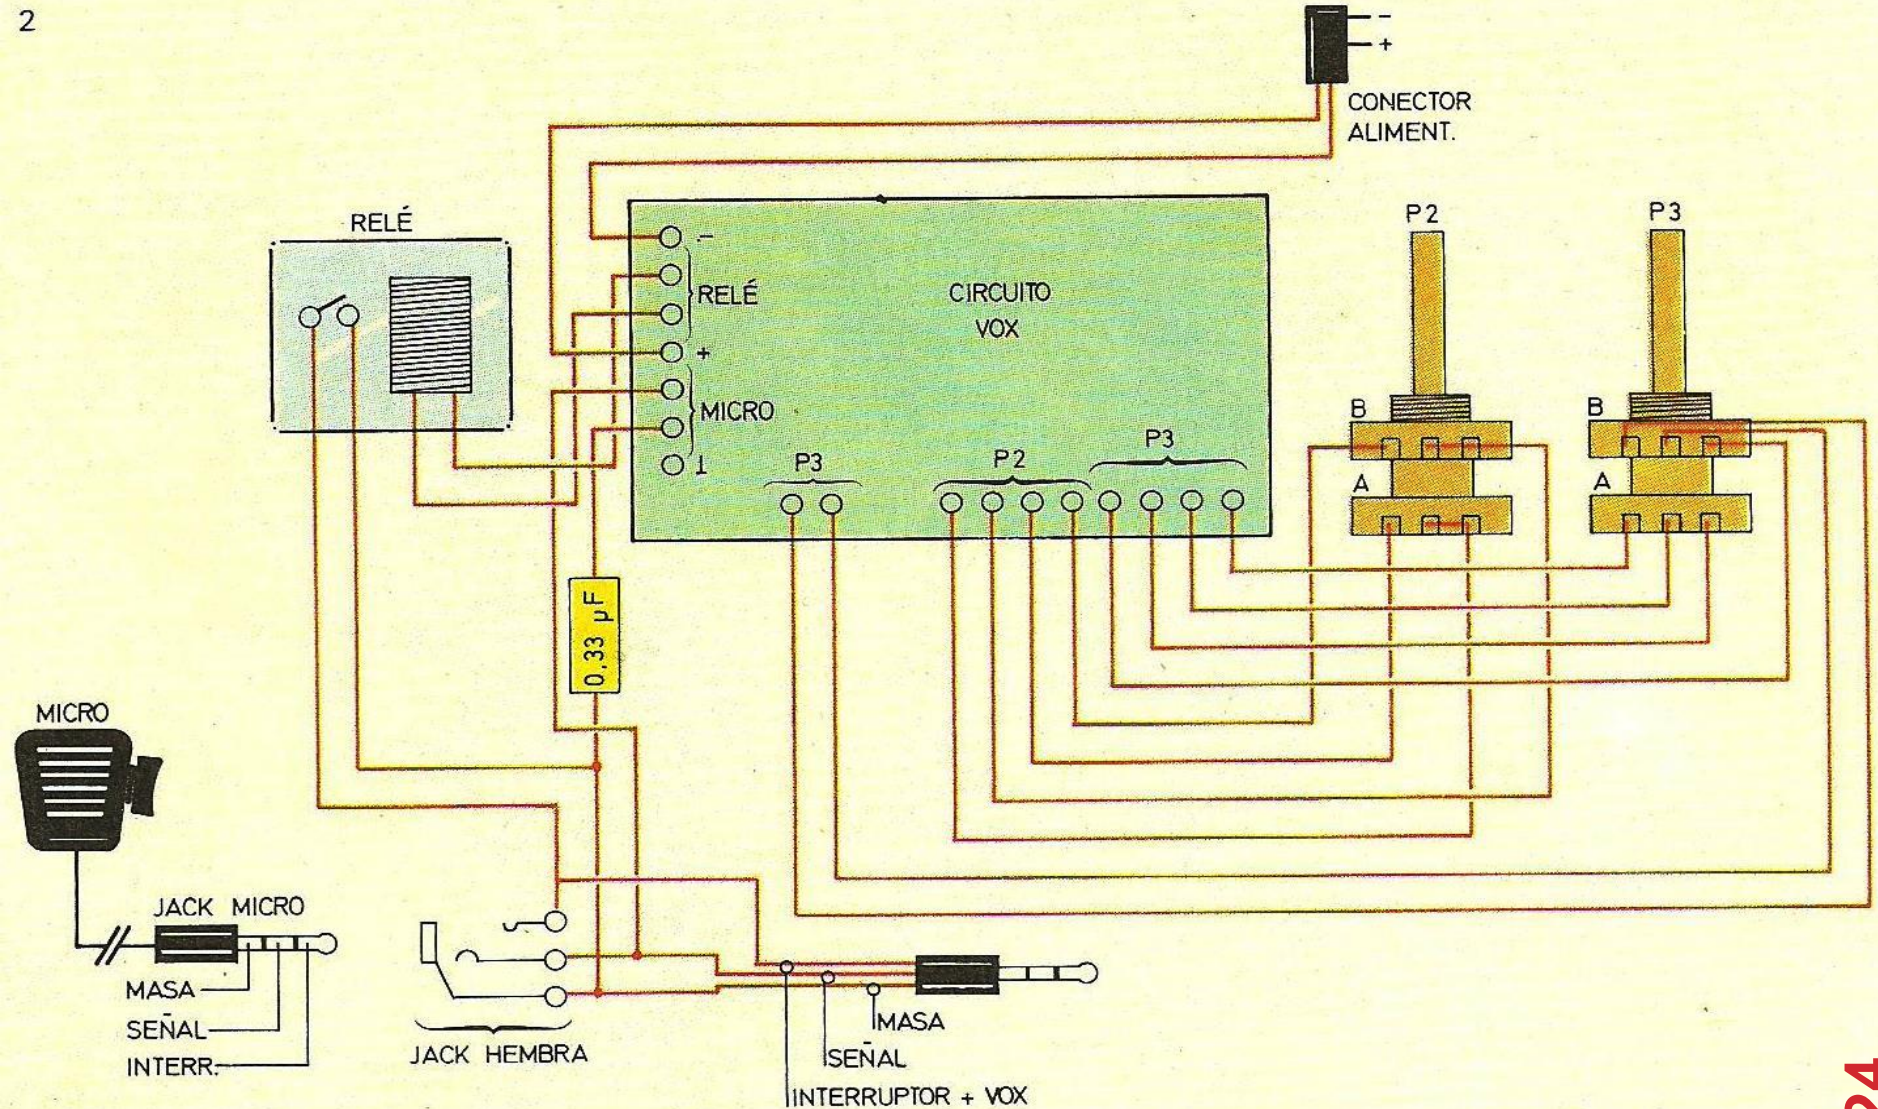 2
-
+
CONECTOR
ALIMENT.
RELÉ
P2
P3
-
RELÉ
+
MICRO
⊥
CIRCUITO
VOX
P3
P2
P3
B
A
B
A
0,33 µF
MICRO
JACK MICRO
MASA
SEÑAL
INTERR.
JACK HEMBRA
MASA
SEÑAL
INTERRUPTOR + VOX